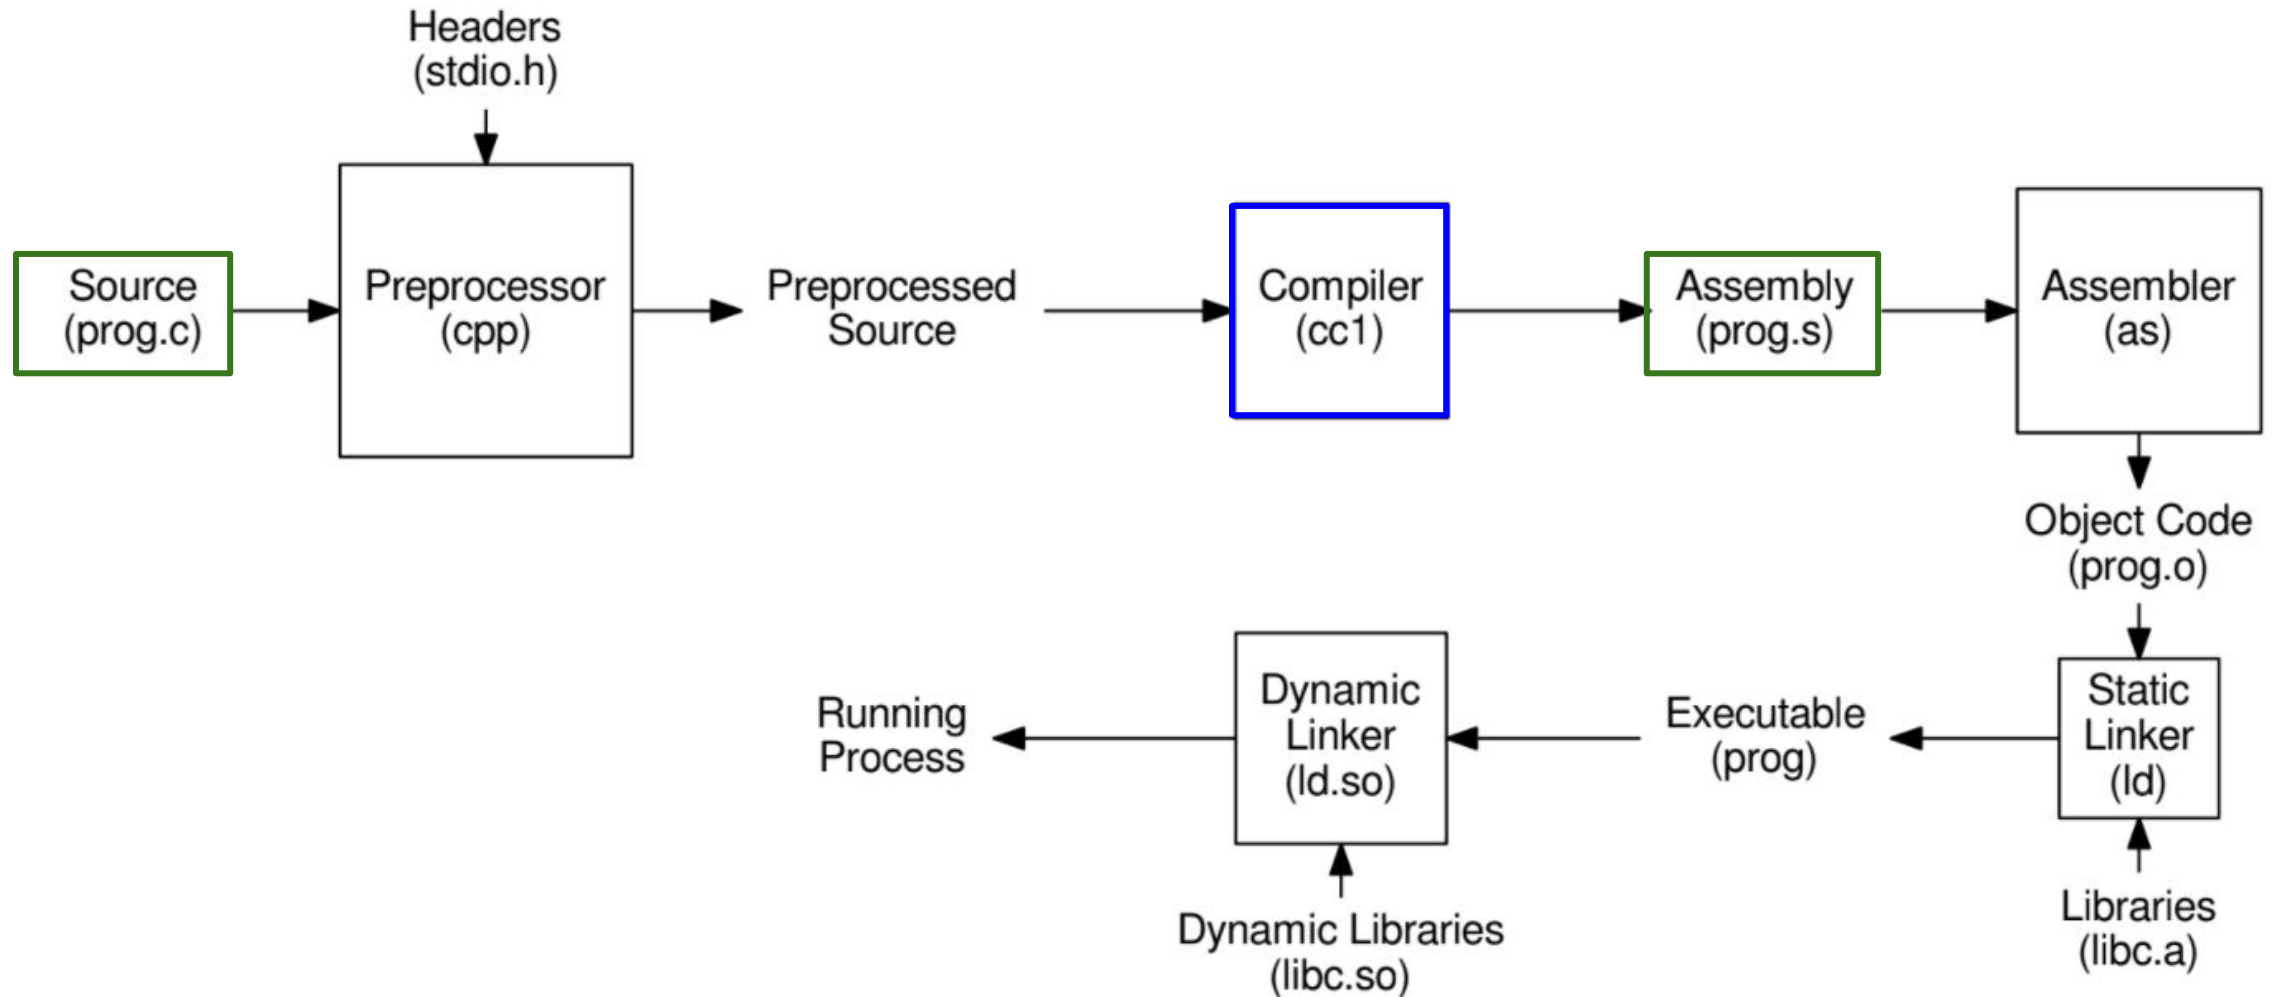 Headers
(stdio.h)
Source
(prog.c)
Preprocessor
(cpp)
Preprocessed
Source
Compiler
(cc1)
Assembly
(prog.s)
Assembler
(as)
Object Code
(prog.o)
Static
Linker
(ld)
Libraries
(libc.a)
Executable
(prog)
Dynamic
Linker
(ld.so)
Dynamic Libraries
(libc.so)
Running
Process